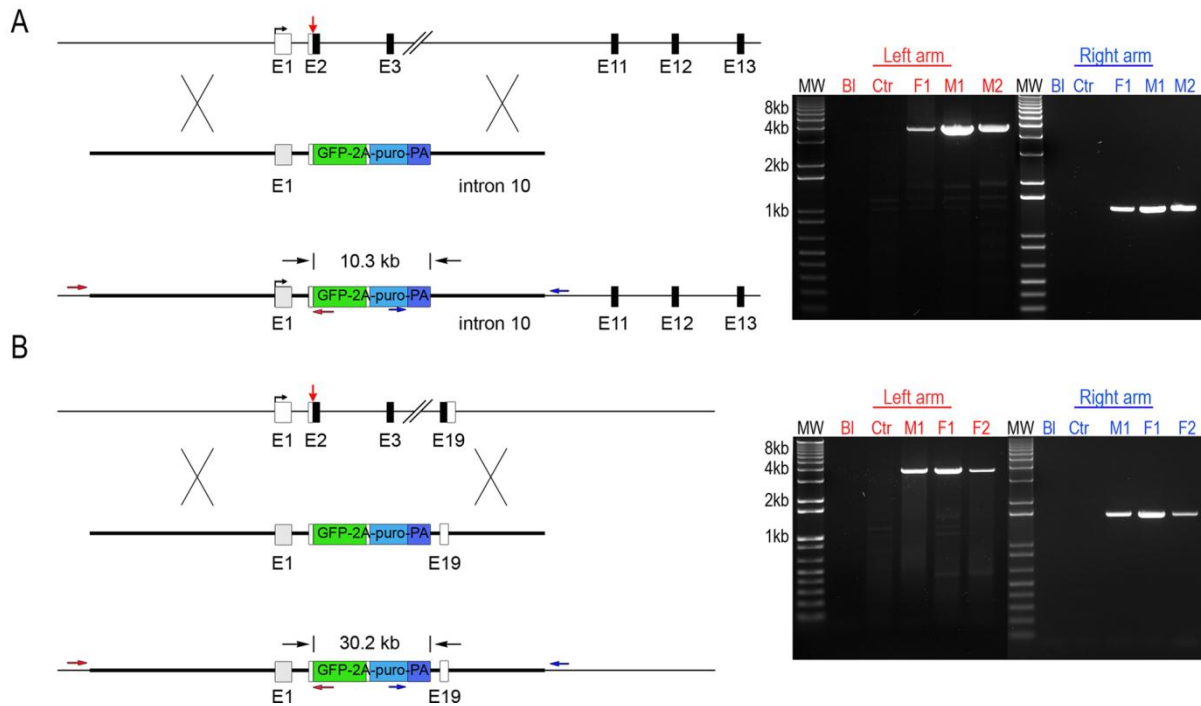 A
E1 E2 E3 E11 E12 E13
GFP-2A-puro-PA
E1 intron 10
10.3 kb
GFP-2A-puro-PA
E1 intron 10 E11 E12 E13
Left arm Right arm
MW Bl Ctr F1 M1 M2 MW Bl Ctr F1 M1 M2
8kb
4kb
2kb
1kb
B
E1 E2 E3 E19
GFP-2A-puro-PA
E1 E19
30.2 kb
GFP-2A-puro-PA
E1 E19
Left arm Right arm
MW Bl Ctr M1 F1 F2 MW Bl Ctr M1 F1 F2
8kb
4kb
2kb
1kb